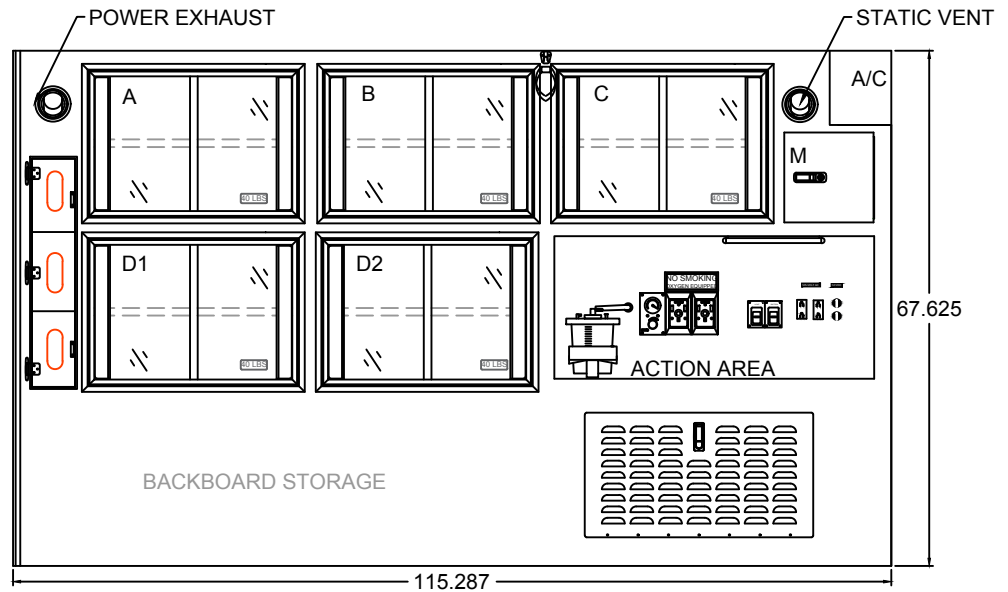 POWER EXHAUST
STATIC VENT
A
B
C
A/C
M
40 LBS
40 LBS
40 LBS
D1
D2
NO SMOKING
OXYGEN EQUIPPED
67.625
40 LBS
40 LBS
ACTION AREA
BACKBOARD STORAGE
115.287